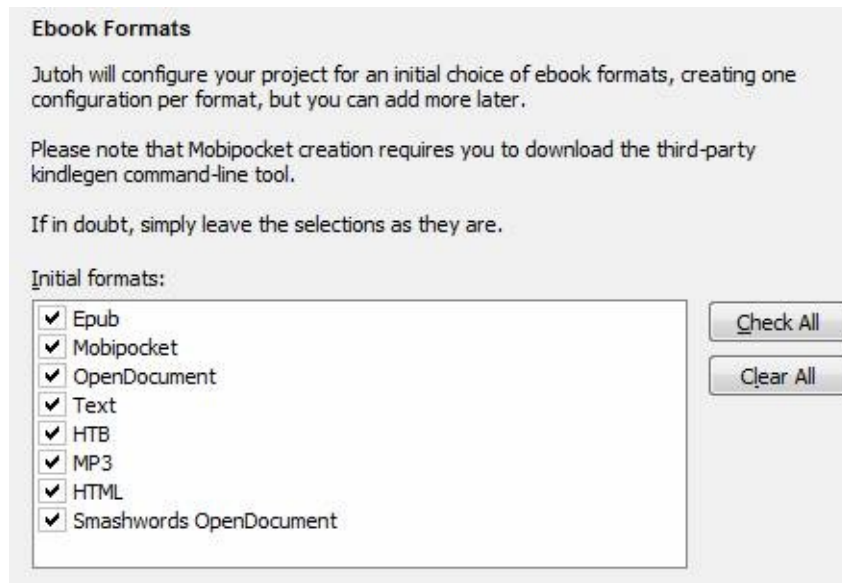 Ebook Formats
Jutoh will configure your project for an initial choice of ebook formats, creating one
configuration per format, but you can add more later.
Please note that Mobipocket creation requires you to download the third-party
kindlegen command-line tool.
If in doubt, simply leave the selections as they are.
Initial formats:
Epub
Mobipocket
OpenDocument
Text
HTB
MP3
HTML
Smashwords OpenDocument
Check All
Clear All